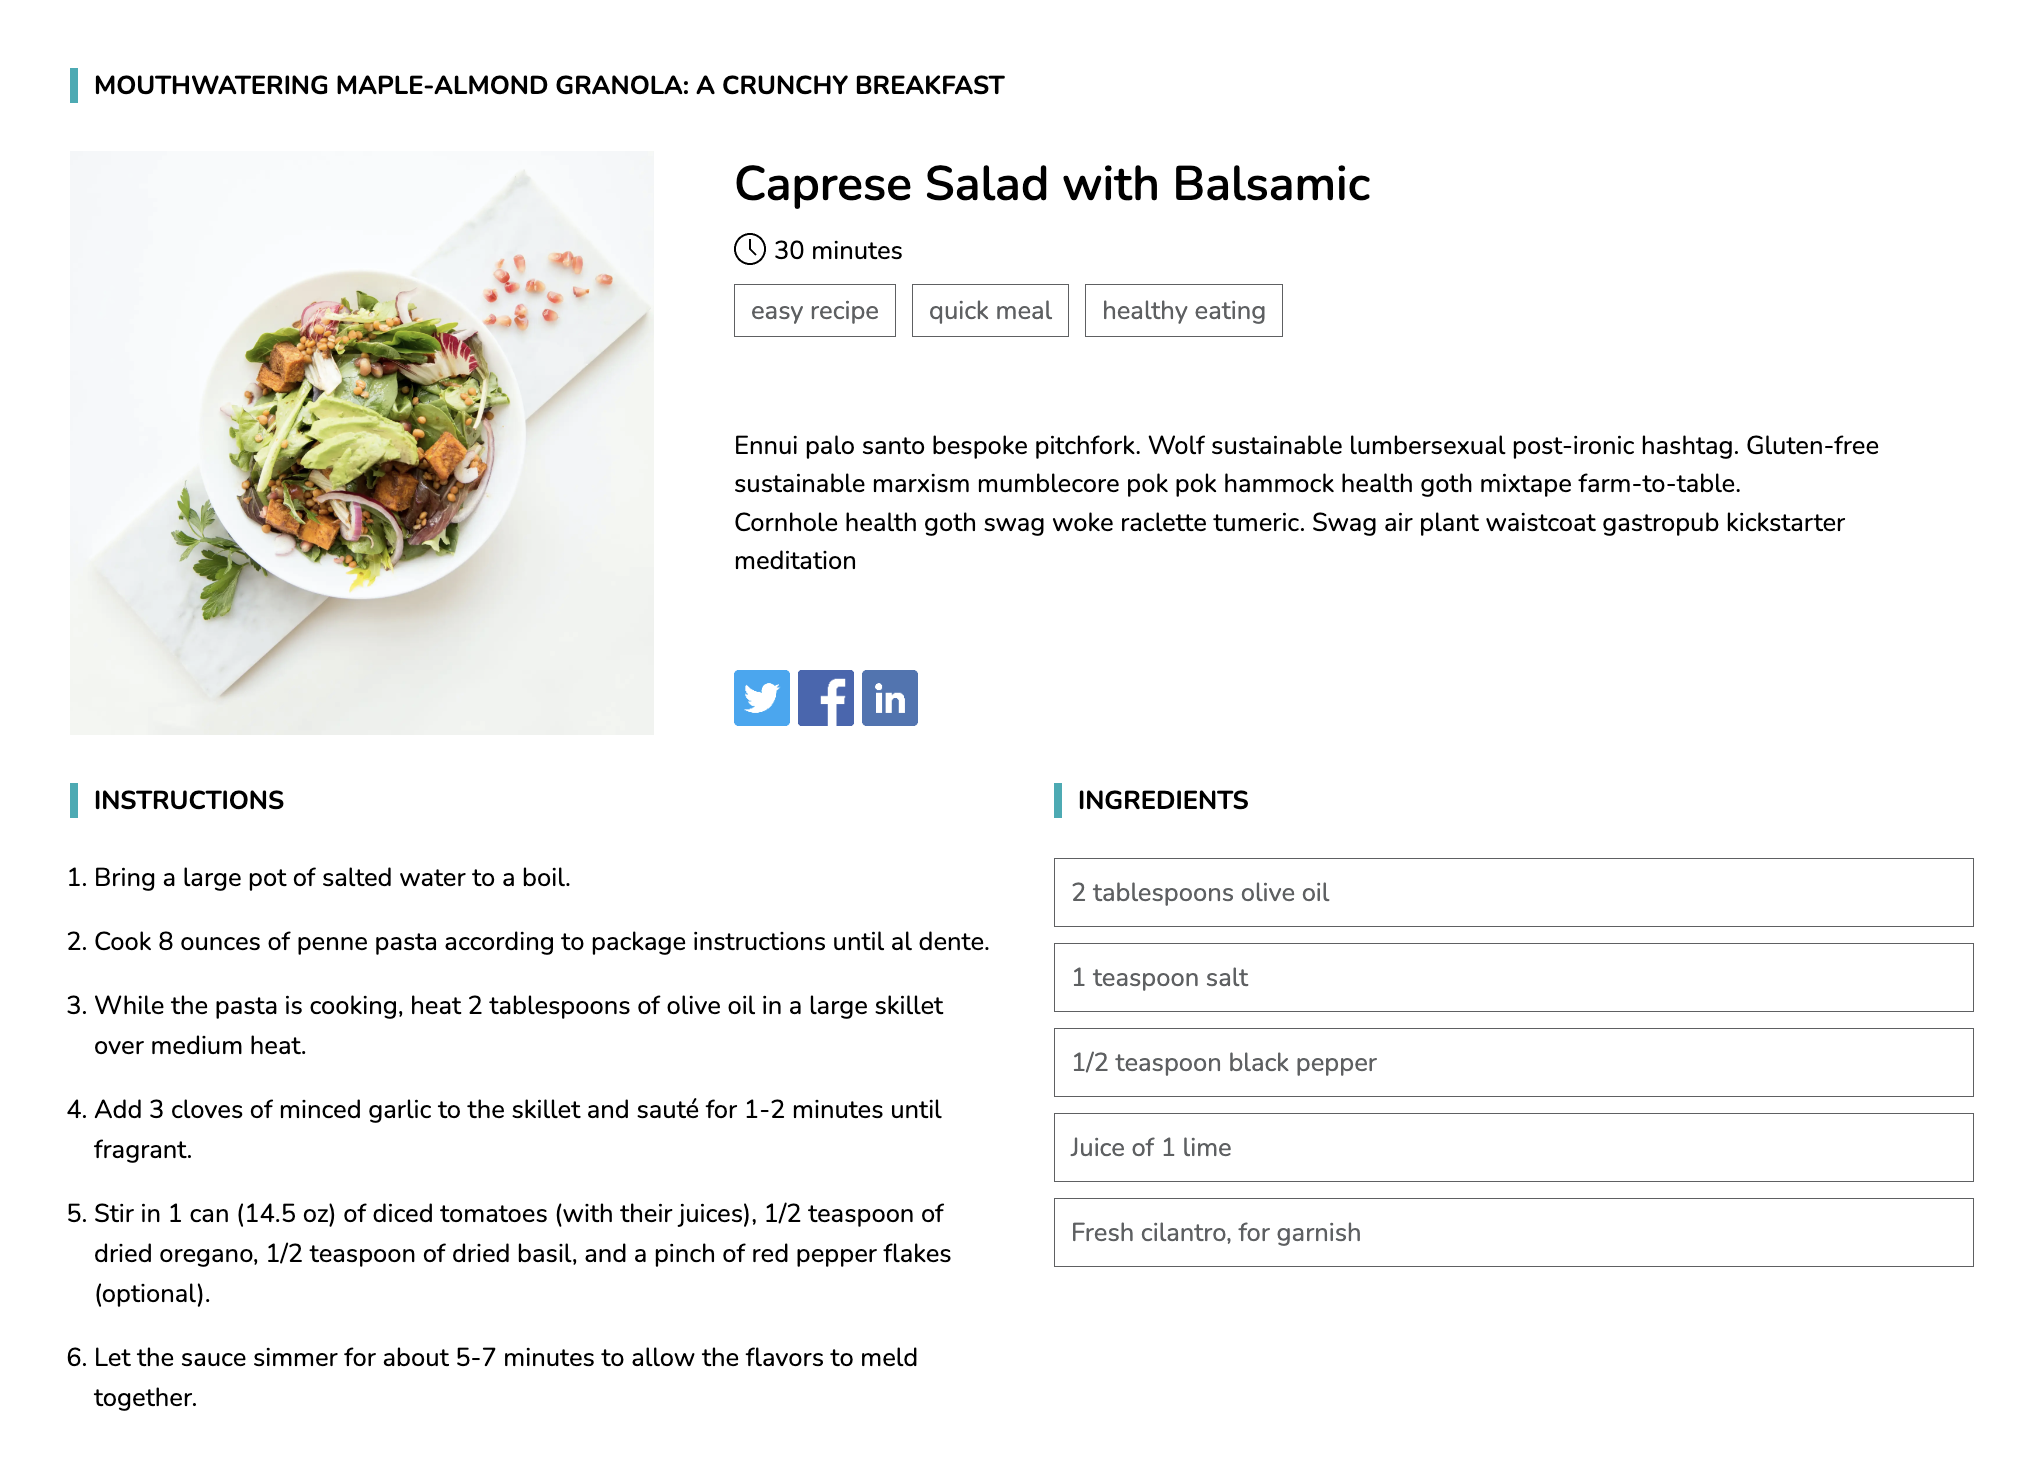 MOUTHWATERING MAPLE-ALMOND GRANOLA: A CRUNCHY BREAKFAST
Caprese Salad with Balsamic
30 minutes
easy recipe
quick meal
healthy eating
Ennui palo santo bespoke pitchfork. Wolf sustainable lumbersexual post-ironic hashtag. Gluten-free
sustainable marxism mumblecore pok pok hammock health goth mixtape farm-to-table.
Cornhole health goth swag woke raclette tumeric. Swag air plant waistcoat gastropub kickstarter
meditation
f
in
INSTRUCTIONS
1. Bring a large pot of salted water to a boil.
2. Cook 8 ounces of penne pasta according to package instructions until al dente.
3. While the pasta is cooking, heat 2 tablespoons of olive oil in a large skillet
over medium heat.
4. Add 3 cloves of minced garlic to the skillet and sauté for 1-2 minutes until
fragrant.
5. Stir in 1 can (14.5 oz) of diced tomatoes (with their juices), 1/2 teaspoon of
dried oregano, 1/2 teaspoon of dried basil, and a pinch of red pepper flakes
(optional).
6. Let the sauce simmer for about 5-7 minutes to allow the flavors to meld
together.
INGREDIENTS
2 tablespoons olive oil
1 teaspoon salt
1/2 teaspoon black pepper
Juice of 1 lime
Fresh cilantro, for garnish